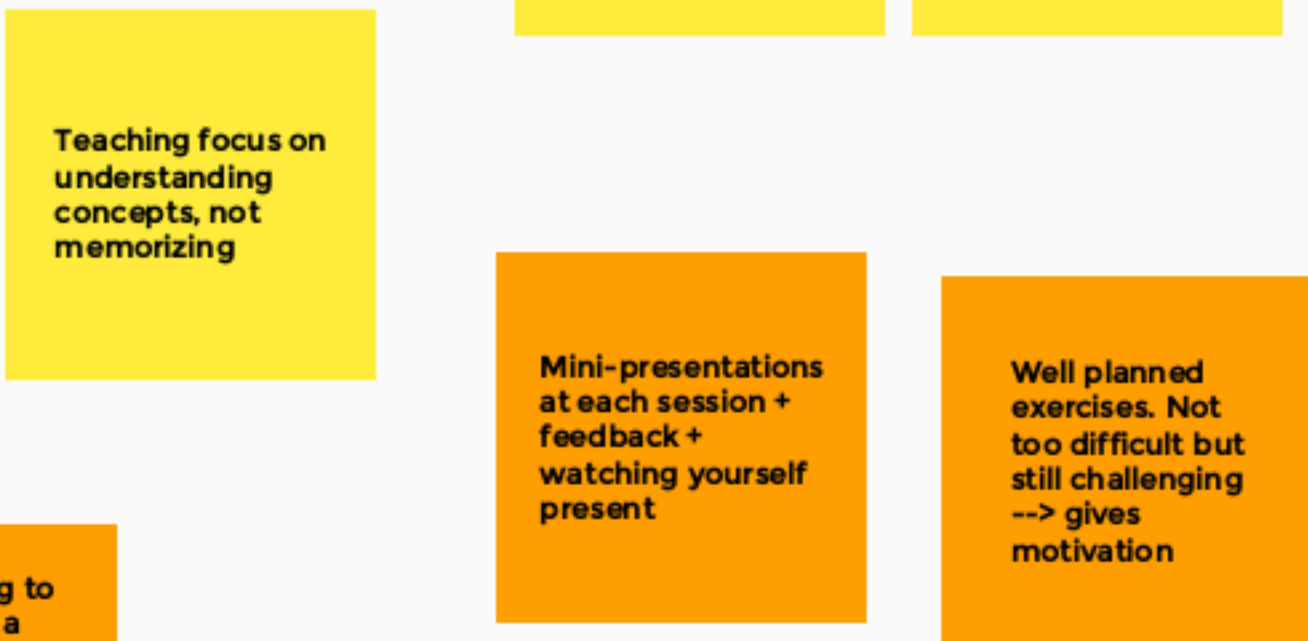 Teaching focus on
understanding
concepts, not
memorizing
Mini-presentations
at each session +
feedback +
watching yourself
present
Well planned
exercises. Not
too difficult but
still challenging
--> gives
motivation
to
a